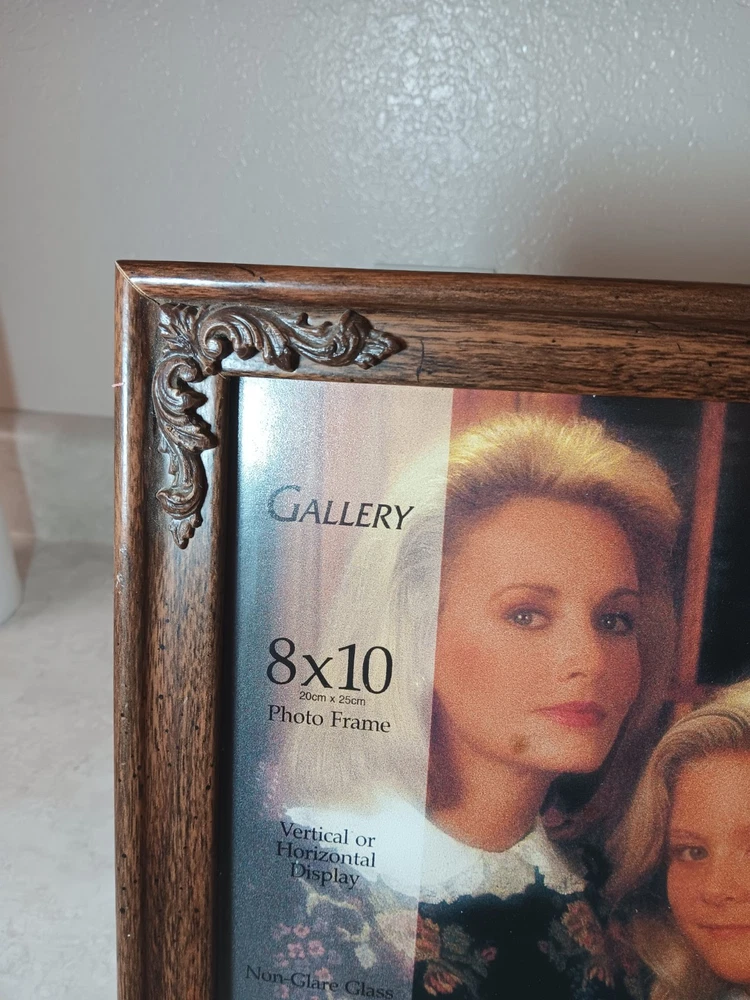 GALLERY
8x10
20cm x 25cm
Photo Frame
Vertical or
Horizontal
Display
Non-Glare Glass